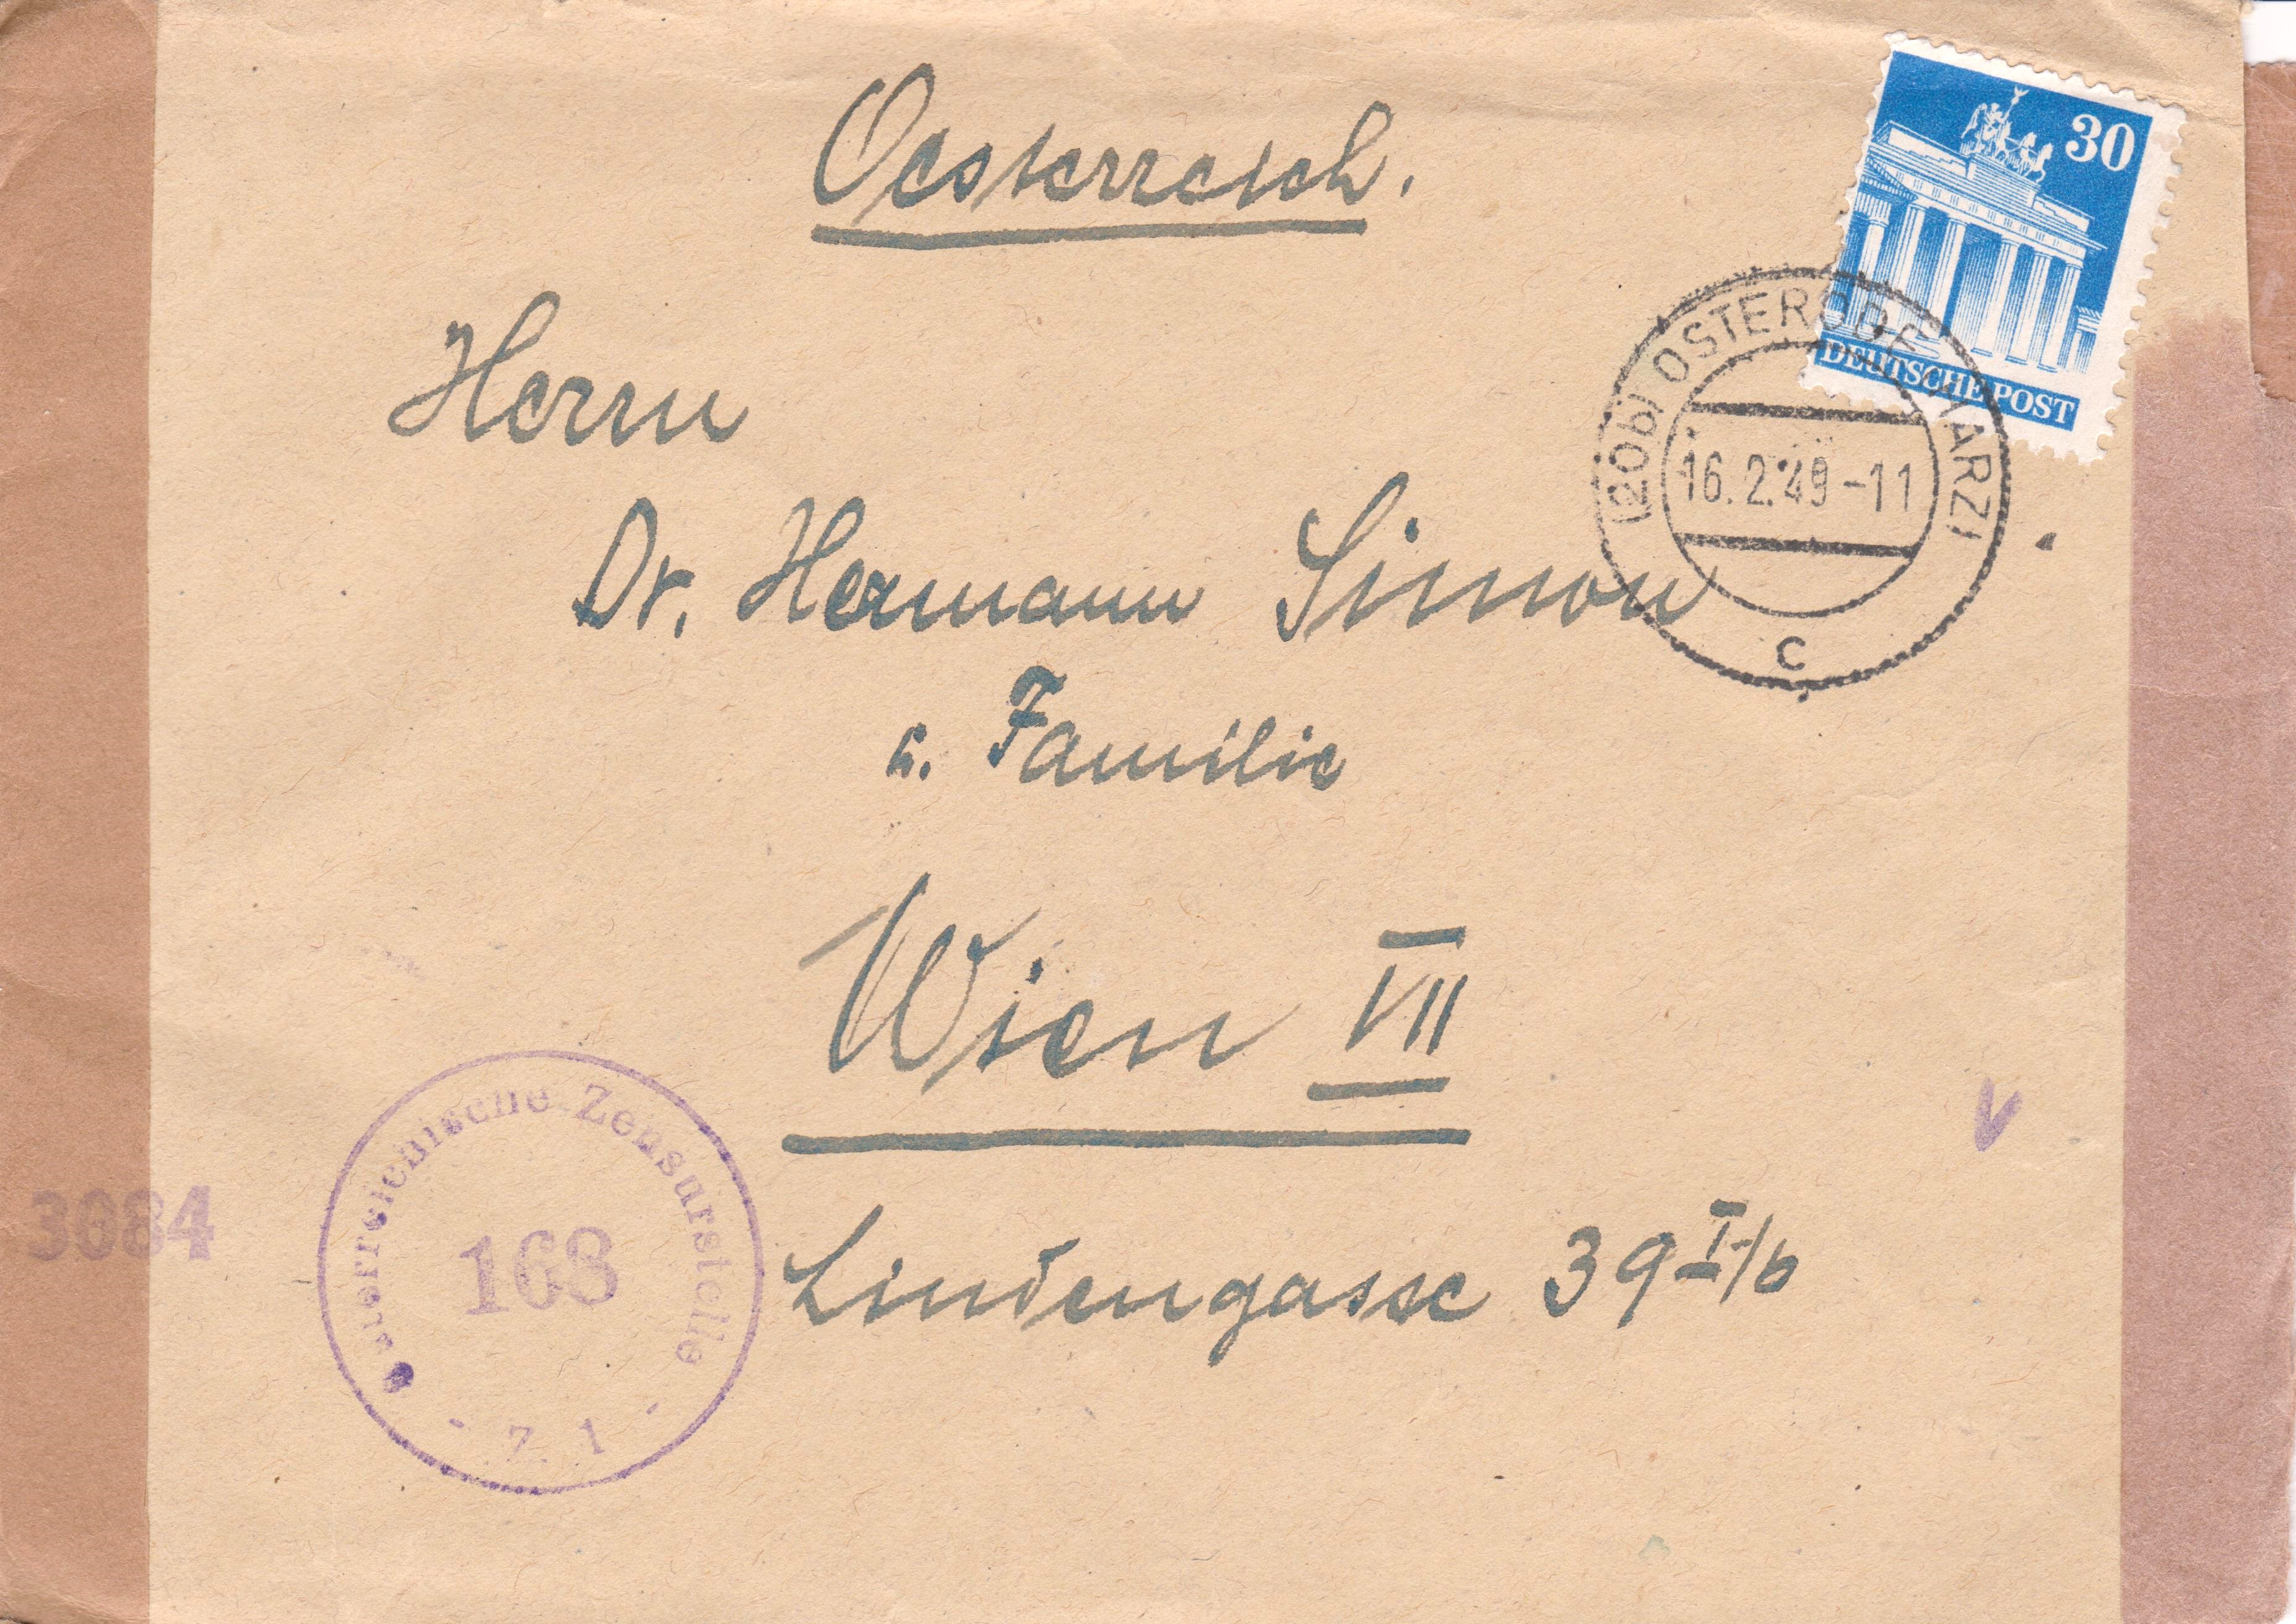 Oesterreich.
30
DEUTSCHE POST
(20b) OSTERODE (HARZ)
16.2.49-11
c
Herrn
Dr. Hermann Simon
u. Familie
Wien VII
Lindengasse 39 I/6
Oesterreichische Zensurstelle
168
- Z 1 -
3084
V